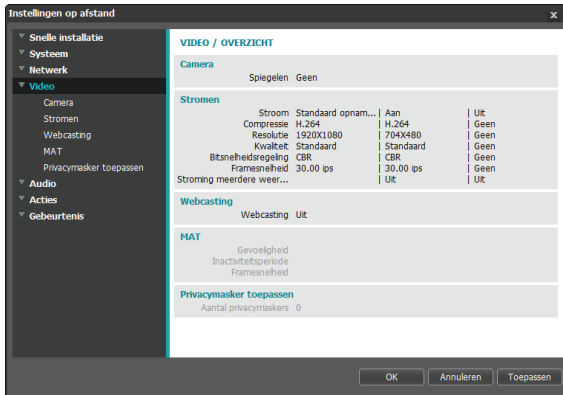 Instellingen op afstand x
Snelle installatie
Systeem
Netwerk
Video
Camera
Stromen
Webcasting
MAT
Privacymasker toepassen
Audio
Acties
Gebeurtenis
VIDEO / OVERZICHT
Camera
Spiegelen Geen
Stromen
Stroom Standaard opnam... | Aan | Uit
Compressie H.264 | H.264 | Geen
Resolutie 1920X1080 | 704X480 | Geen
Kwaliteit Standaard | Standaard | Geen
Bitsnelheidsregeling CBR | CBR | Geen
Framesnelheid 30.00 ips | 30.00 ips | Geen
Stroming meerdere weer... | Uit | Uit
Webcasting
Webcasting Uit
MAT
Gevoeligheid
Inactiviteitsperiode
Framesnelheid
Privacymasker toepassen
Aantal privacymaskers 0
OK Annuleren Toepassen